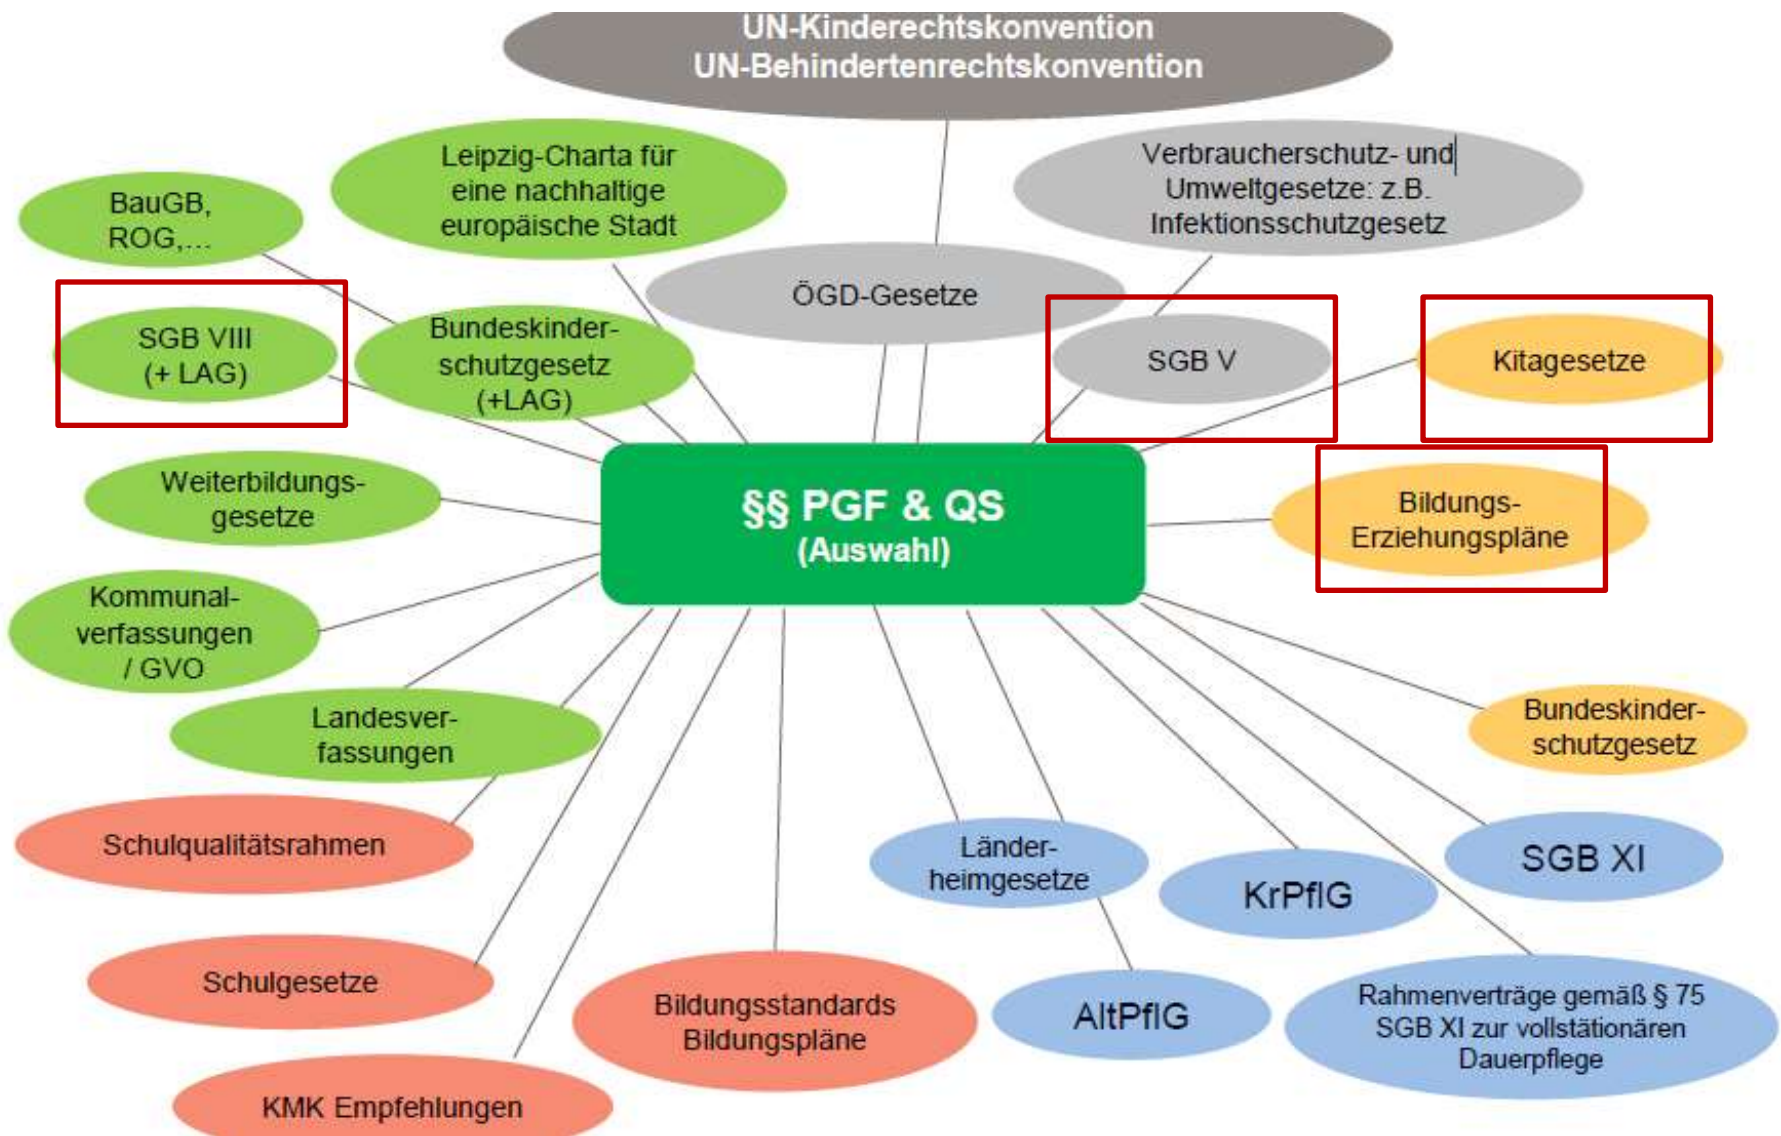 UN-Kinderechtskonvention
UN-Behindertenrechtskonvention
Leipzig-Charta für
eine nachhaltige
europäische Stadt
Verbraucherschutz- und
Umweltgesetze: z.B.
Infektionsschutzgesetz
BauGB,
ROG,...
ÖGD-Gesetze
SGB VIII
(+ LAG)
Bundeskinder-
schutzgesetz
(+LAG)
SGB V
Kitagesetze
Weiterbildungs-
gesetze
§§ PGF & QS
(Auswahl)
Bildungs-
Erziehungspläne
Kommunal-
verfassungen
/ GVO
Landesver-
fassungen
Bundeskinder-
schutzgesetz
Schulqualitätsrahmen
Länder-
heimgesetze
KrPflG
SGB XI
Schulgesetze
Bildungsstandards
Bildungspläne
AltPflG
Rahmenverträge gemäß § 75
SGB XI zur vollstätionären
Dauerpflege
KMK Empfehlungen